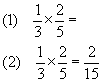 (1) 1/3 × 2/5 =
(2) 1/3 × 2/5 = 2/15